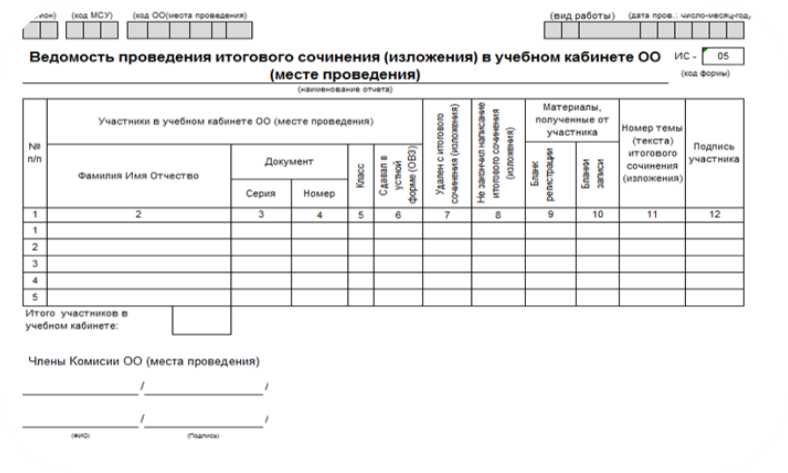 (код МСУ) (код ОО(места проведения) (вид работы) (дата пров.: число-месяц-год)
Ведомость проведения итогового сочинения (изложения) в учебном кабинете ОО ИС - 05
(месте проведения) (код формы)
(наименование отчета)
№ п/п
Участники в учебном кабинете ОО (месте проведения)
Фамилия Имя Отчество
Документ
Серия Номер
Класс
Сдавал в устной форме (ОВЗ)
Удален с итогового сочинения (изложения)
Не закончил написание итогового сочинения (изложения)
Материалы, полученные от участника
Бланк регистрации
Бланки записи
Номер темы (текста) итогового сочинения (изложения)
Подпись участника
1 2 3 4 5 6 7 8 9 10 11 12
1
2
3
4
5
Итого участников в
учебном кабинете:
Члены Комиссии ОО (места проведения)
/ /
/ /
(ФИО) (Подпись)